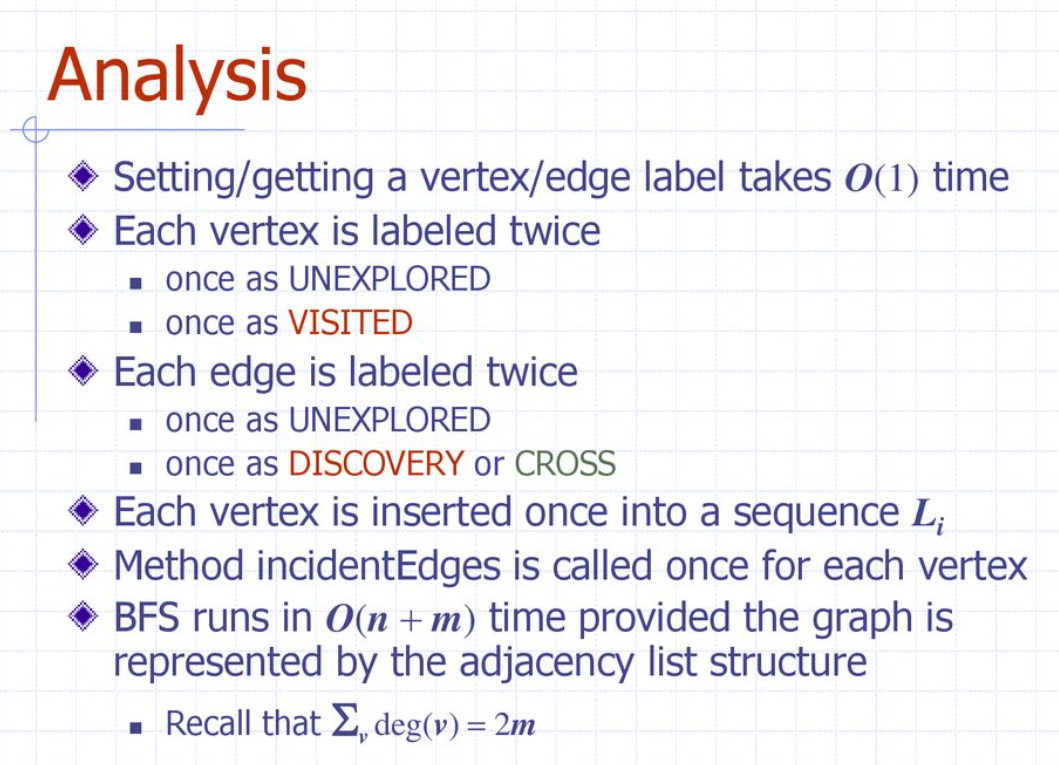 Analysis
Setting/getting a vertex/edge label takes O(1) time
Each vertex is labeled twice
once as UNEXPLORED
once as VISITED
Each edge is labeled twice
once as UNEXPLORED
once as DISCOVERY or CROSS
Each vertex is inserted once into a sequence Lᵢ
Method incidentEdges is called once for each vertex
BFS runs in O(n + m) time provided the graph is
represented by the adjacency list structure
Recall that Σᵥ deg(v) = 2m